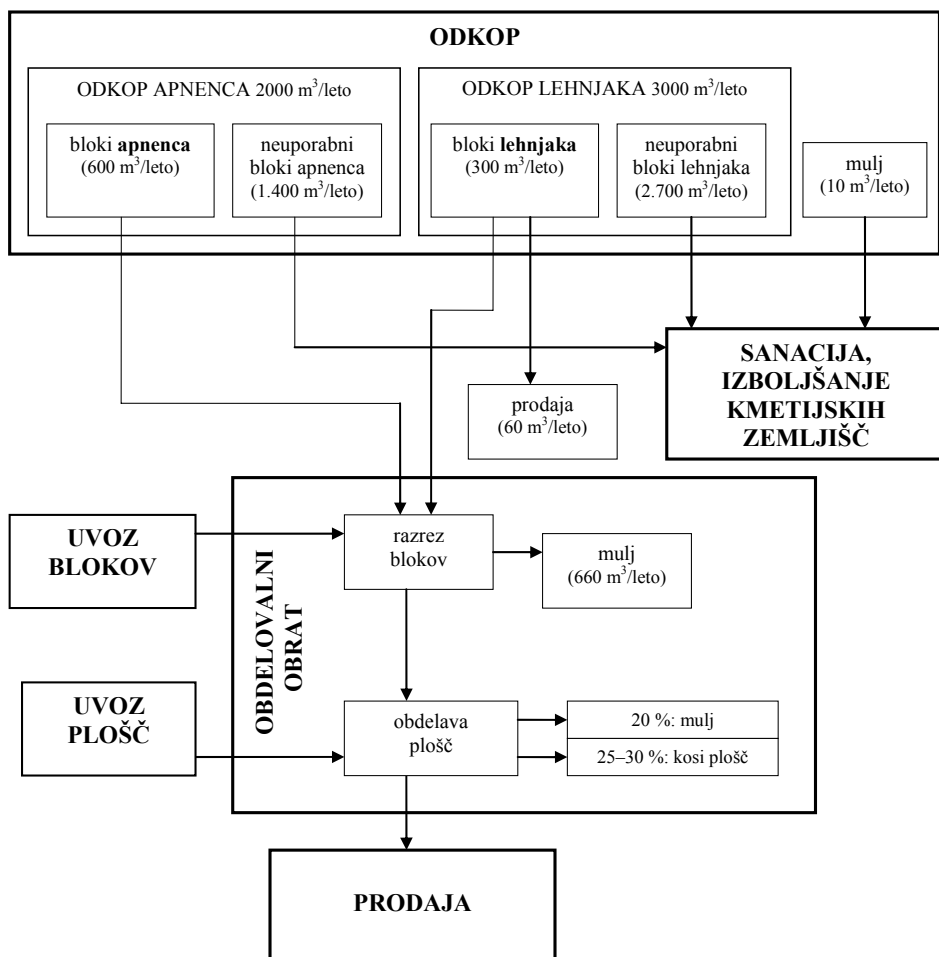 ODKOP
ODKOP APNENCA 2000 m³/leto
bloki apnenca
(600 m³/leto)
neuporabni
bloki apnenca
(1.400 m³/leto)
ODKOP LEHNJAKA 3000 m³/leto
bloki lehnjaka
(300 m³/leto)
neuporabni
bloki lehnjaka
(2.700 m³/leto)
mulj
(10 m³/leto)
SANACIJA,
IZBOLJŠANJE
KMETIJSKIH
ZEMLJIŠČ
prodaja
(60 m³/leto)
UVOZ
BLOKOV
OBDELOVALNI
OBRAT
razrez
blokov
mulj
(660 m³/leto)
UVOZ
PLOŠČ
obdelava
plošč
20 %: mulj
25–30 %: kosi plošč
PRODAJA